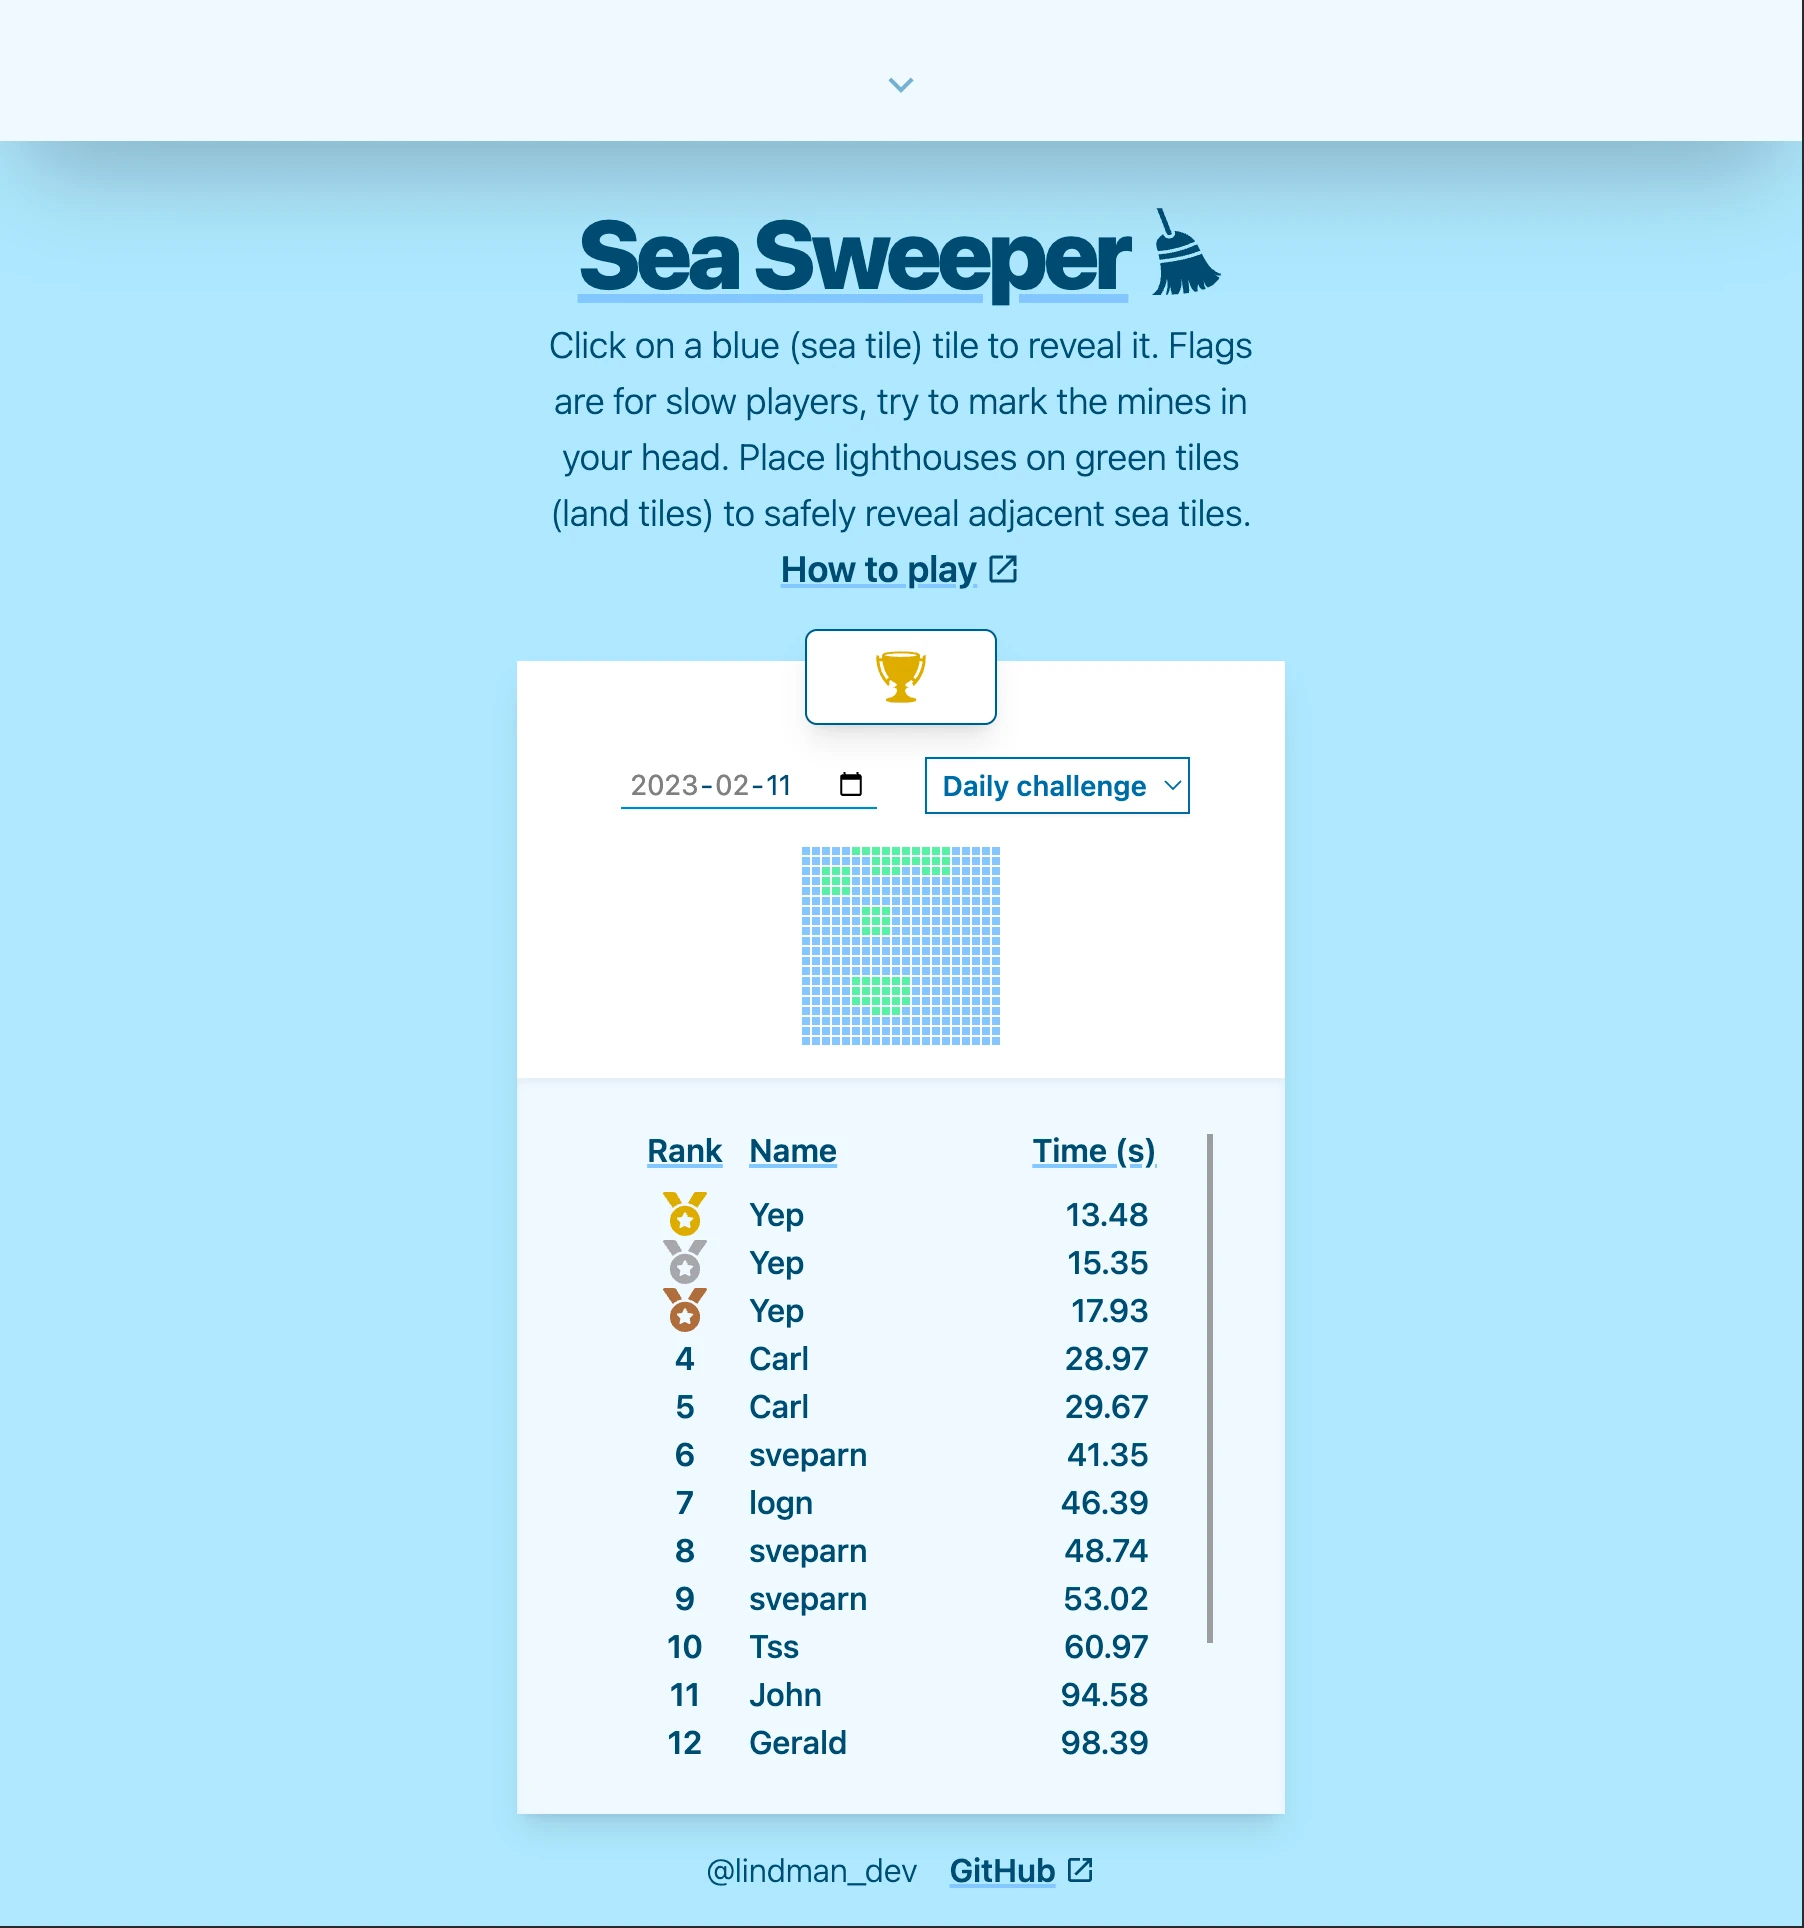 Sea Sweeper
Click on a blue (sea tile) tile to reveal it. Flags
are for slow players, try to mark the mines in
your head. Place lighthouses on green tiles
(land tiles) to safely reveal adjacent sea tiles.
How to play
2023-02-11 Daily challenge
Rank Name Time (s)
Yep 13.48
Yep 15.35
Yep 17.93
4 Carl 28.97
5 Carl 29.67
6 sveparn 41.35
7 logn 46.39
8 sveparn 48.74
9 sveparn 53.02
10 Tss 60.97
11 John 94.58
12 Gerald 98.39
@lindman_dev GitHub